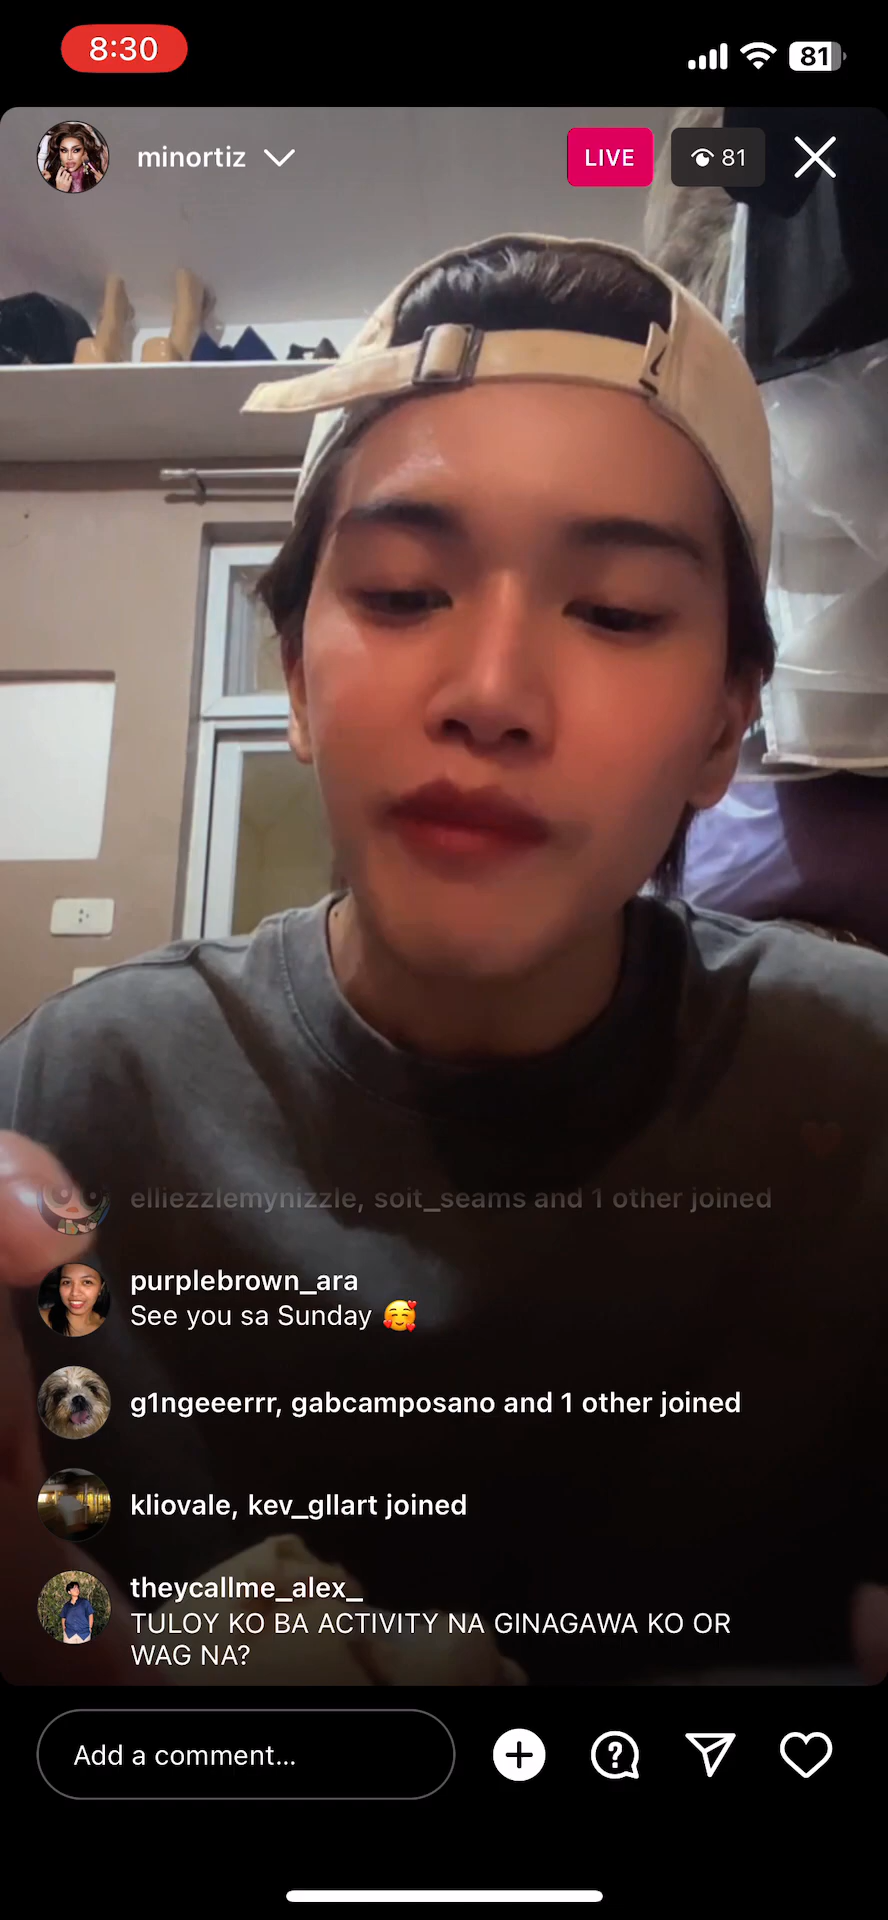 8:30
81
minortiz
LIVE
81
elliezzlemynizzle, soit_seams and 1 other joined
purplebrown_ara
See you sa Sunday 🥰
g1ngeeerrr, gabcamposano and 1 other joined
kliovale, kev_gllart joined
theycallme_alex_
TULOY KO BA ACTIVITY NA GINAGAWA KO OR
WAG NA?
Add a comment...